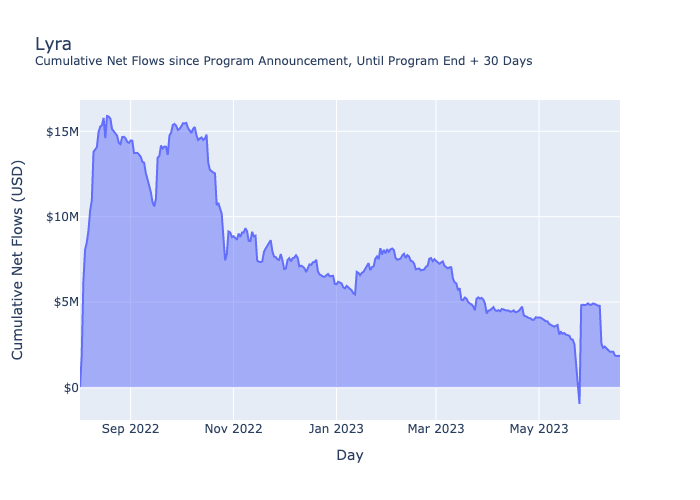 Lyra
Cumulative Net Flows since Program Announcement, Until Program End + 30 Days
Cumulative Net Flows (USD)
$15M
$10M
$5M
$0
Sep 2022
Nov 2022
Jan 2023
Mar 2023
May 2023
Day